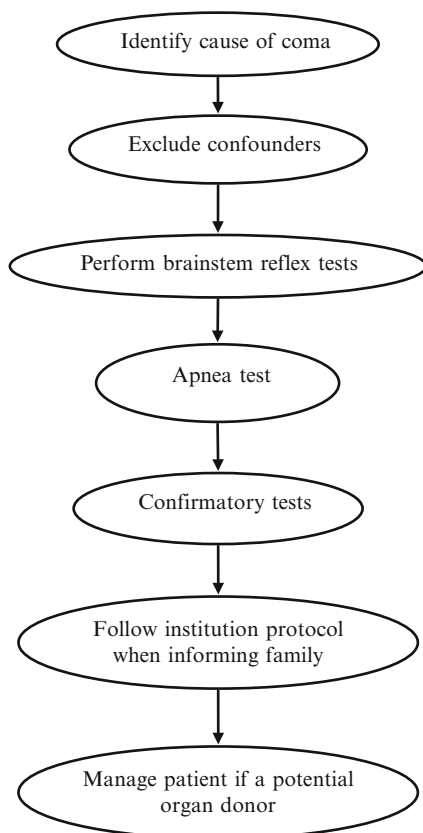 Identify cause of coma
Exclude confounders
Perform brainstem reflex tests
Apnea test
Confirmatory tests
Follow institution protocol
when informing family
Manage patient if a potential
organ donor